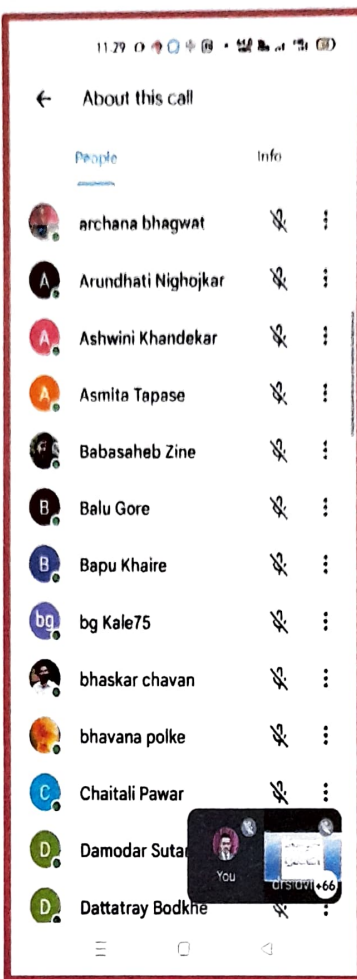 11.29
← About this call
People Info
archana bhagwat
A Arundhati Nighojkar
A Ashwini Khandekar
A Asmita Tapase
Babasaheb Zine
B Balu Gore
B Bapu Khaire
bg bg Kale75
bhaskar chavan
bhavana polke
C Chaitali Pawar
D Damodar Sutar
You +66
D Dattatray Bodkhe